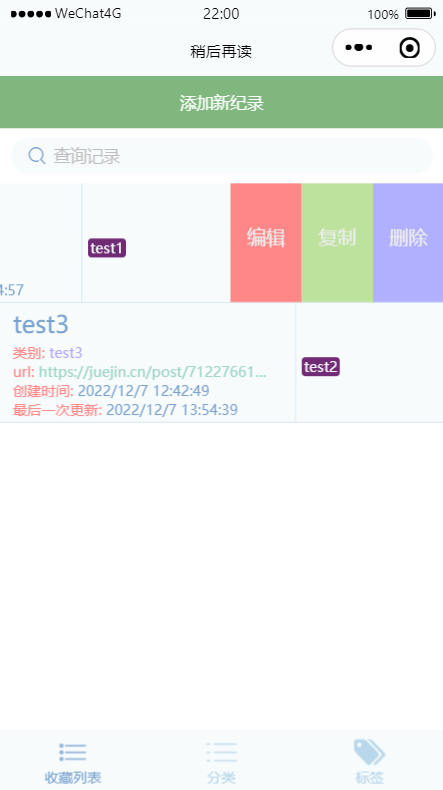 WeChat4G 22:00 100%
稍后再读
添加新纪录
查询记录
4:57
test1
编辑 复制 删除
test3
类别: test3
url: https://juejin.cn/post/71227661...
创建时间: 2022/12/7 12:42:49
最后一次更新: 2022/12/7 13:54:39
test2
收藏列表 分类 标签